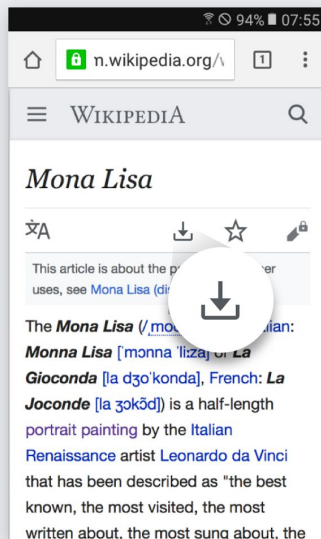 94% 07:55
n.wikipedia.org/
1
WIKIPEDIA
Mona Lisa
文A
This article is about the
uses, see Mona Lisa
The Mona Lisa
Monna Lisa [ˈmɔnna ˈliːza] or La
Gioconda [la dʒoˈkonda], French: La
Joconde [la ʒɔkɔ̃d]) is a half-length
portrait painting by the Italian
Renaissance artist Leonardo da Vinci
that has been described as "the best
known, the most visited, the most
written about, the most sung about, the